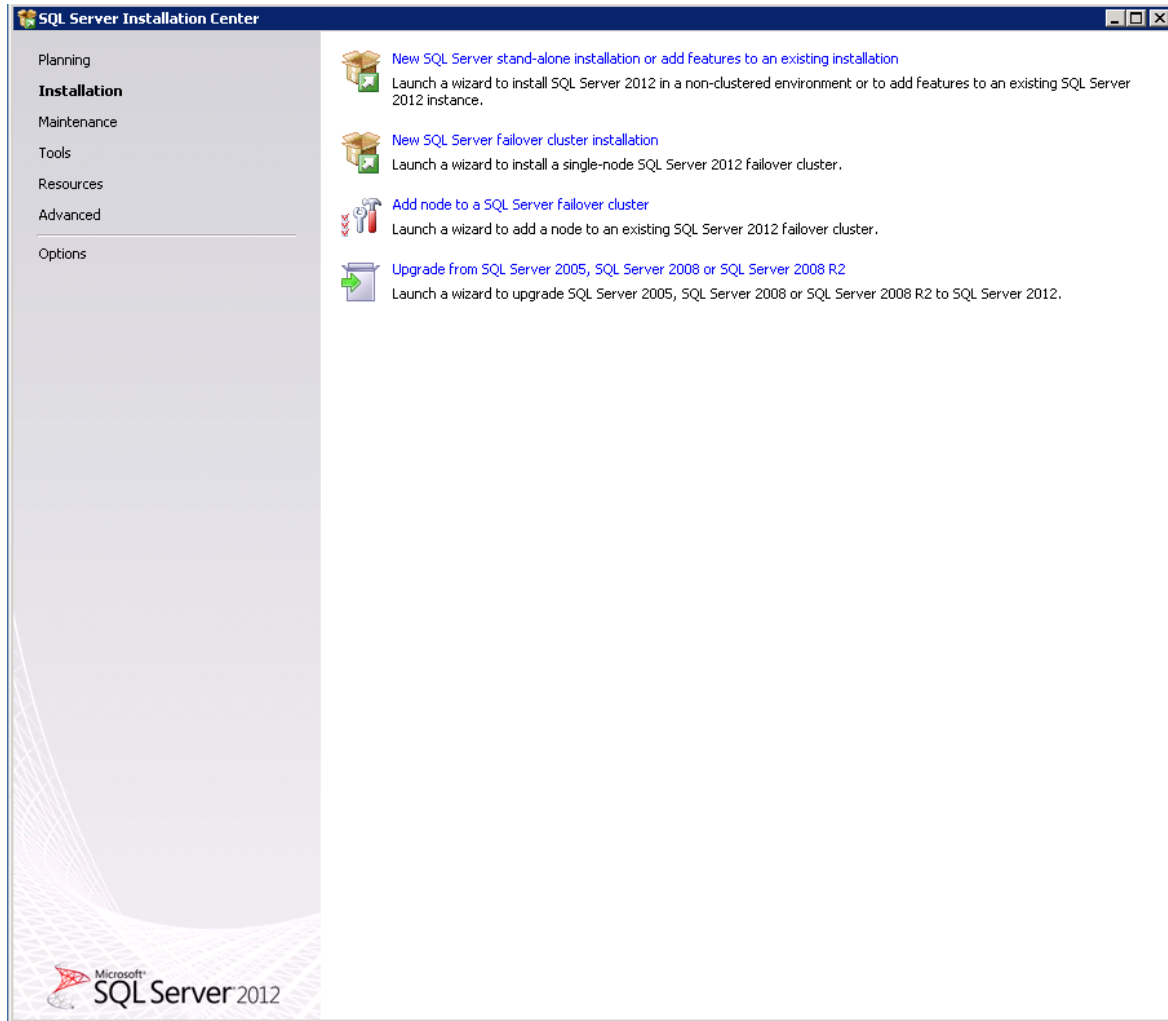 SQL Server Installation Center
Planning
Installation
Maintenance
Tools
Resources
Advanced
Options
New SQL Server stand-alone installation or add features to an existing installation
Launch a wizard to install SQL Server 2012 in a non-clustered environment or to add features to an existing SQL Server
2012 instance.
New SQL Server failover cluster installation
Launch a wizard to install a single-node SQL Server 2012 failover cluster.
Add node to a SQL Server failover cluster
Launch a wizard to add a node to an existing SQL Server 2012 failover cluster.
Upgrade from SQL Server 2005, SQL Server 2008 or SQL Server 2008 R2
Launch a wizard to upgrade SQL Server 2005, SQL Server 2008 or SQL Server 2008 R2 to SQL Server 2012.
Microsoft®
SQL Server® 2012